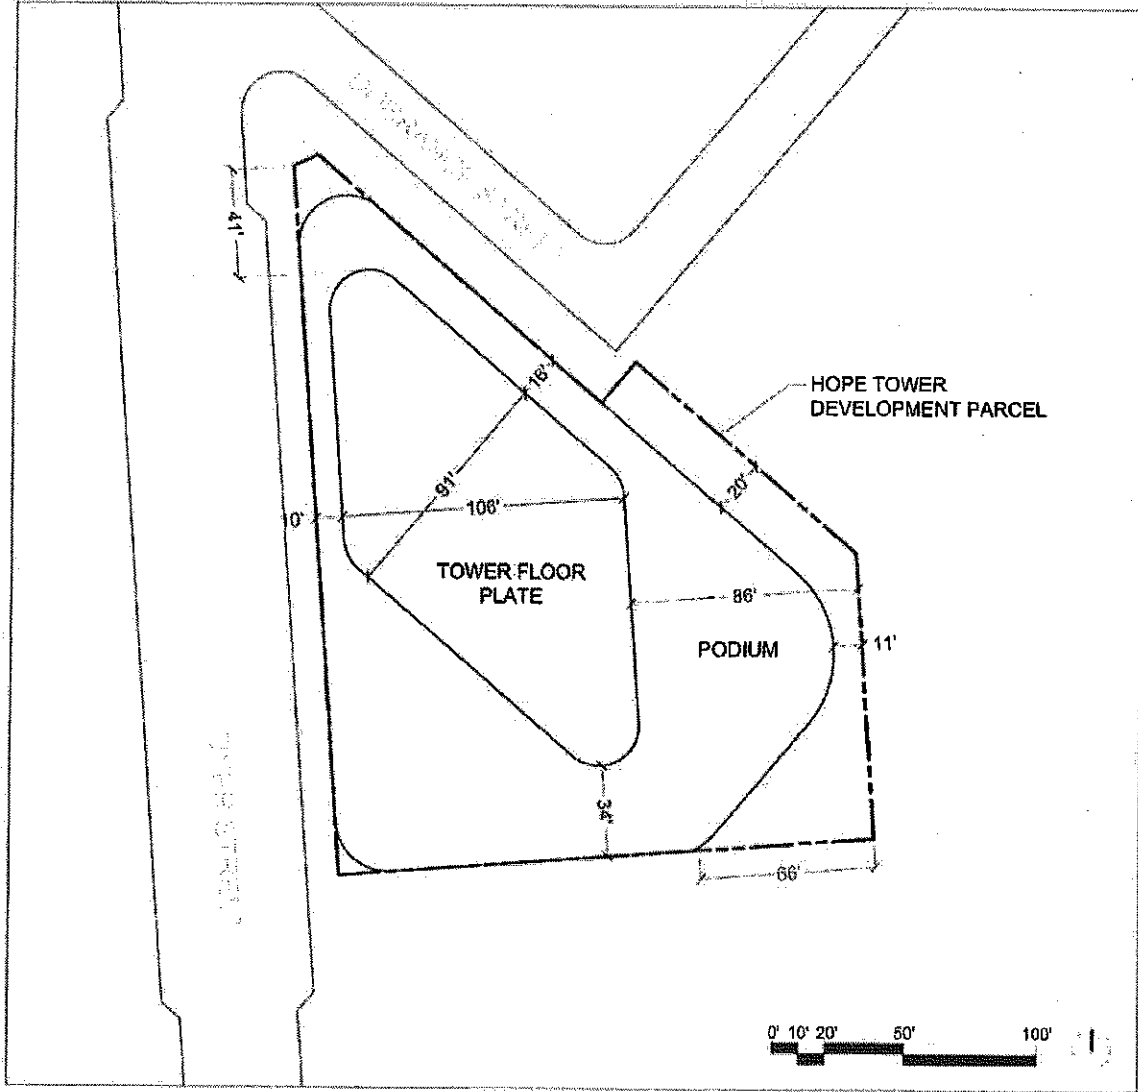 41'
16'
HOPE TOWER
DEVELOPMENT PARCEL
20'
91'
106'
0'
TOWER FLOOR
PLATE
86'
PODIUM
11'
34'
66'
0' 10' 20' 50' 100'